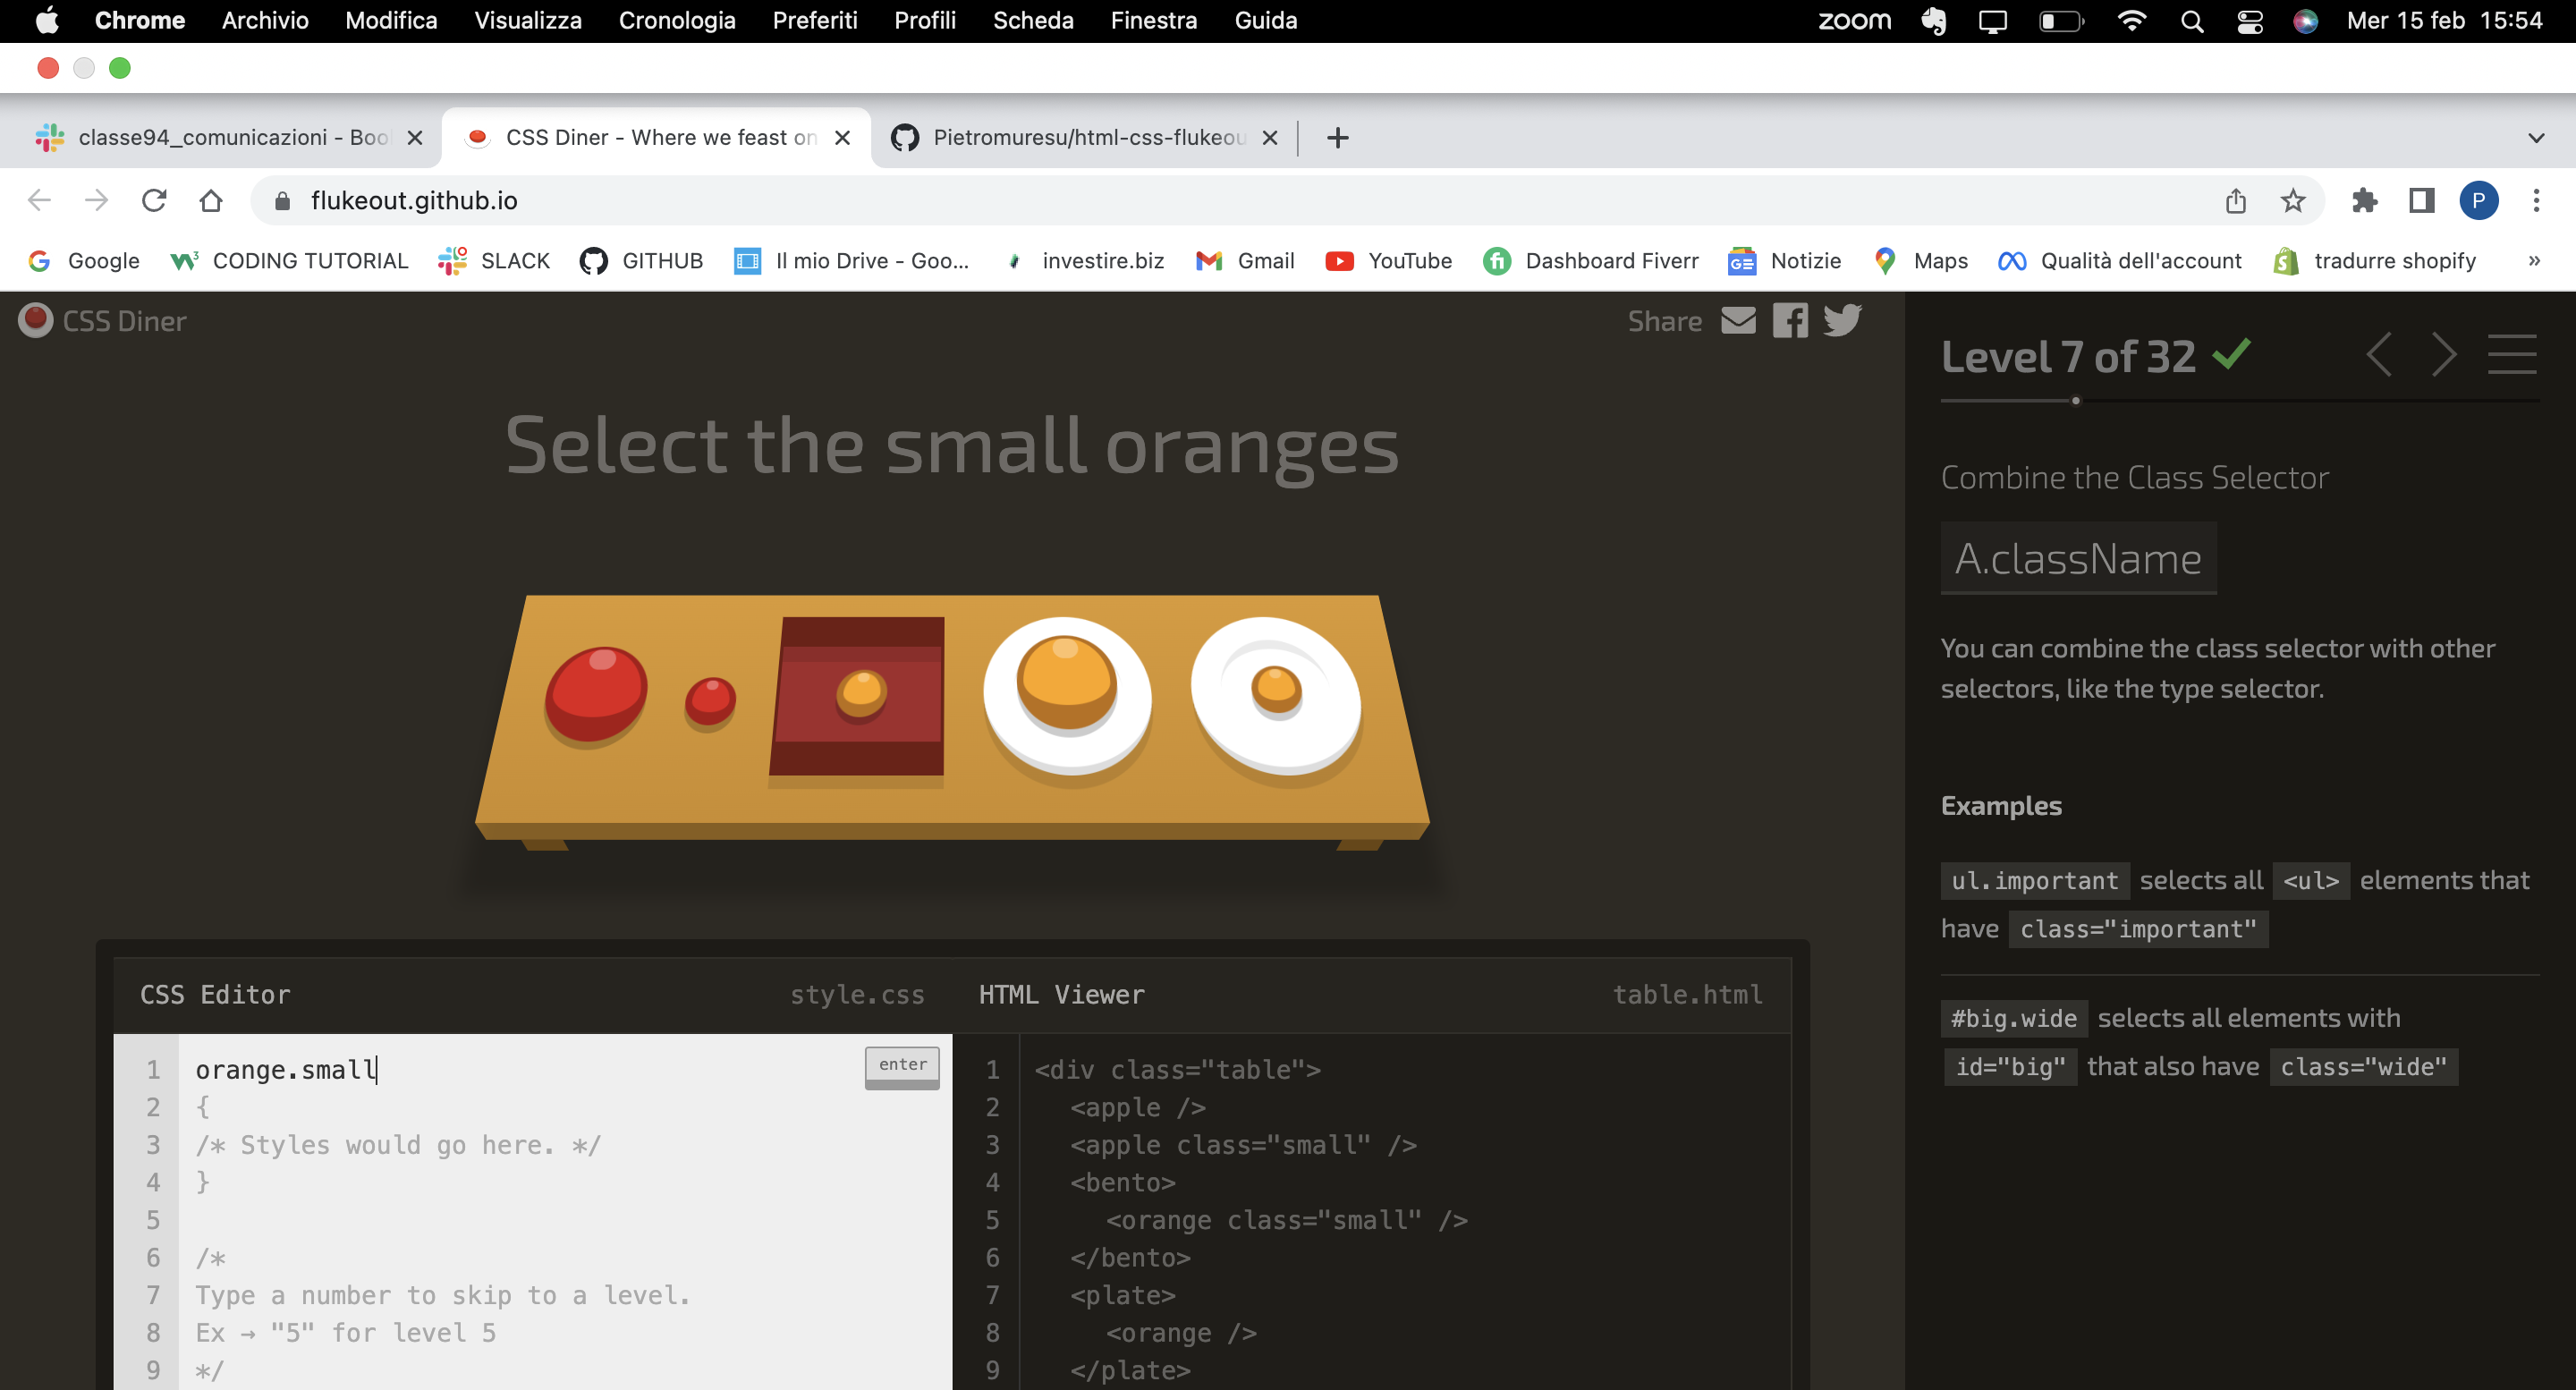 Chrome Archivio Modifica Visualizza Cronologia Preferiti Profili Scheda Finestra Guida zoom Mer 15 feb 15:54
classe94_comunicazioni - Boo CSS Diner - Where we feast on Pietromuresu/html-css-flukeou
flukeout.github.io P
Google CODING TUTORIAL SLACK GITHUB Il mio Drive - Goo... investire.biz Gmail YouTube Dashboard Fiverr Notizie Maps Qualità dell'account tradurre shopify »
CSS Diner Share
Level 7 of 32
Select the small oranges
Combine the Class Selector
A.className
You can combine the class selector with other
selectors, like the type selector.
Examples
ul.important selects all <ul> elements that
have class="important"
#big.wide selects all elements with
id="big" that also have class="wide"
CSS Editor style.css
1 orange.small enter
2 {
3 /* Styles would go here. */
4 }
5
6 /*
7 Type a number to skip to a level.
8 Ex → "5" for level 5
9 */
HTML Viewer table.html
1 <div class="table">
2 <apple />
3 <apple class="small" />
4 <bento>
5 <orange class="small" />
6 </bento>
7 <plate>
8 <orange />
9 </plate>